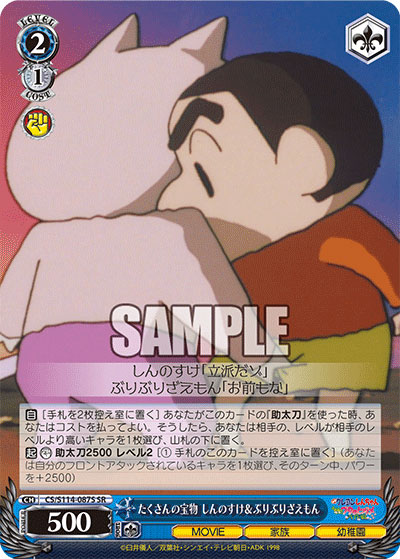 LEVEL
2
1
COST
SAMPLE
しんのすけ「立派だゾ」
ぶりぶりざえもん「お前もな」
自 [手札を2枚控え室に置く] あなたがこのカードの『助太刀』を使った時、あ
なたはコストを払ってよい。そうしたら、あなたは相手の、レベルが相手の
レベルより高いキャラを1枚選び、山札の下に置く。
起 助太刀2500 レベル2 [① 手札のこのカードを控え室に置く] (あなた
は自分のフロントアタックされているキャラを1枚選び、そのターン中、パワー
を+2500)
CH CS/S114-087S SR
たくさんの宝物 しんのすけ&ぶりぶりざえもん
POWER
500
MOVIE
家族
幼稚園
©臼井儀人／双葉社・シンエイ・テレビ朝日・ADK 1998